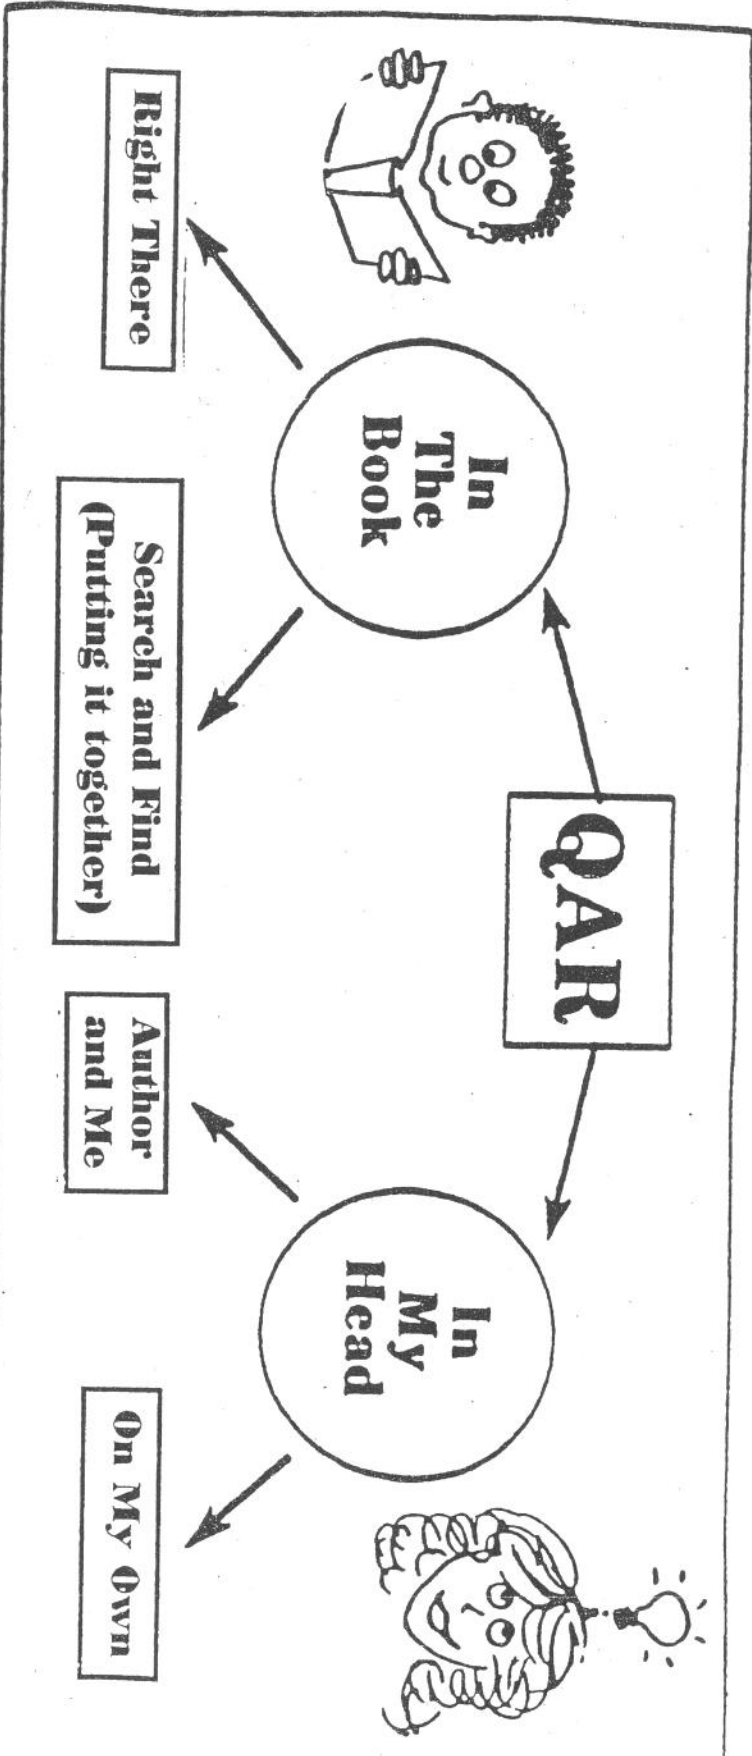 QAR
In
The
Book
In
My
Head
Right There
Search and Find
(Putting it together)
Author
and Me
On My Own